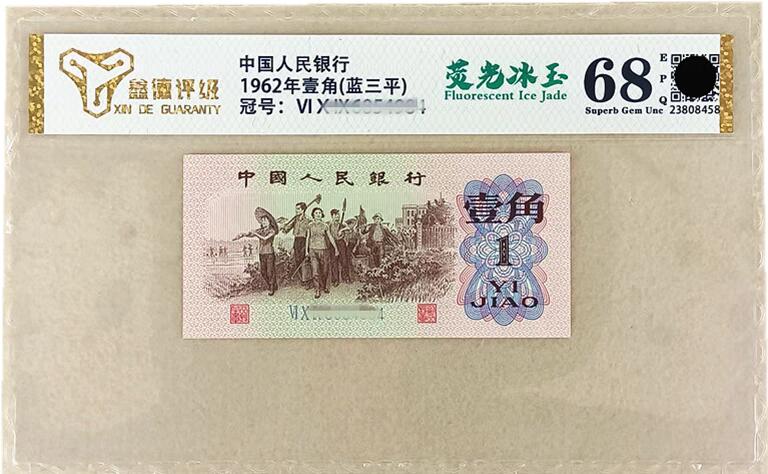 鑫德评级
XIN DE GUARANTY
中国人民银行
1962年壹角(蓝三平)
冠号：VI X
荧光冰玉
Fluorescent Ice Jade
68
Superb Gem Unc
E
P
Q
23808458
中國人民銀行
壹角
1
YI
JIAO
VI X